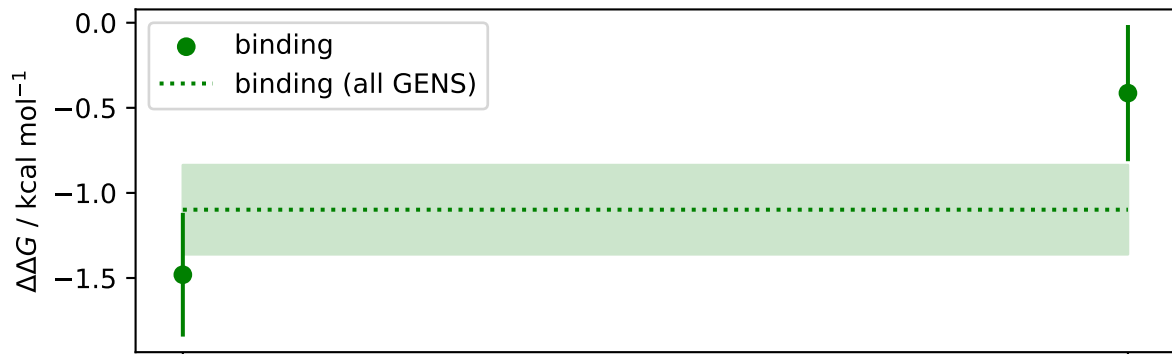 0.0
binding
binding (all GENS)
−0.5
−1.0
−1.5
ΔΔG / kcal mol⁻¹